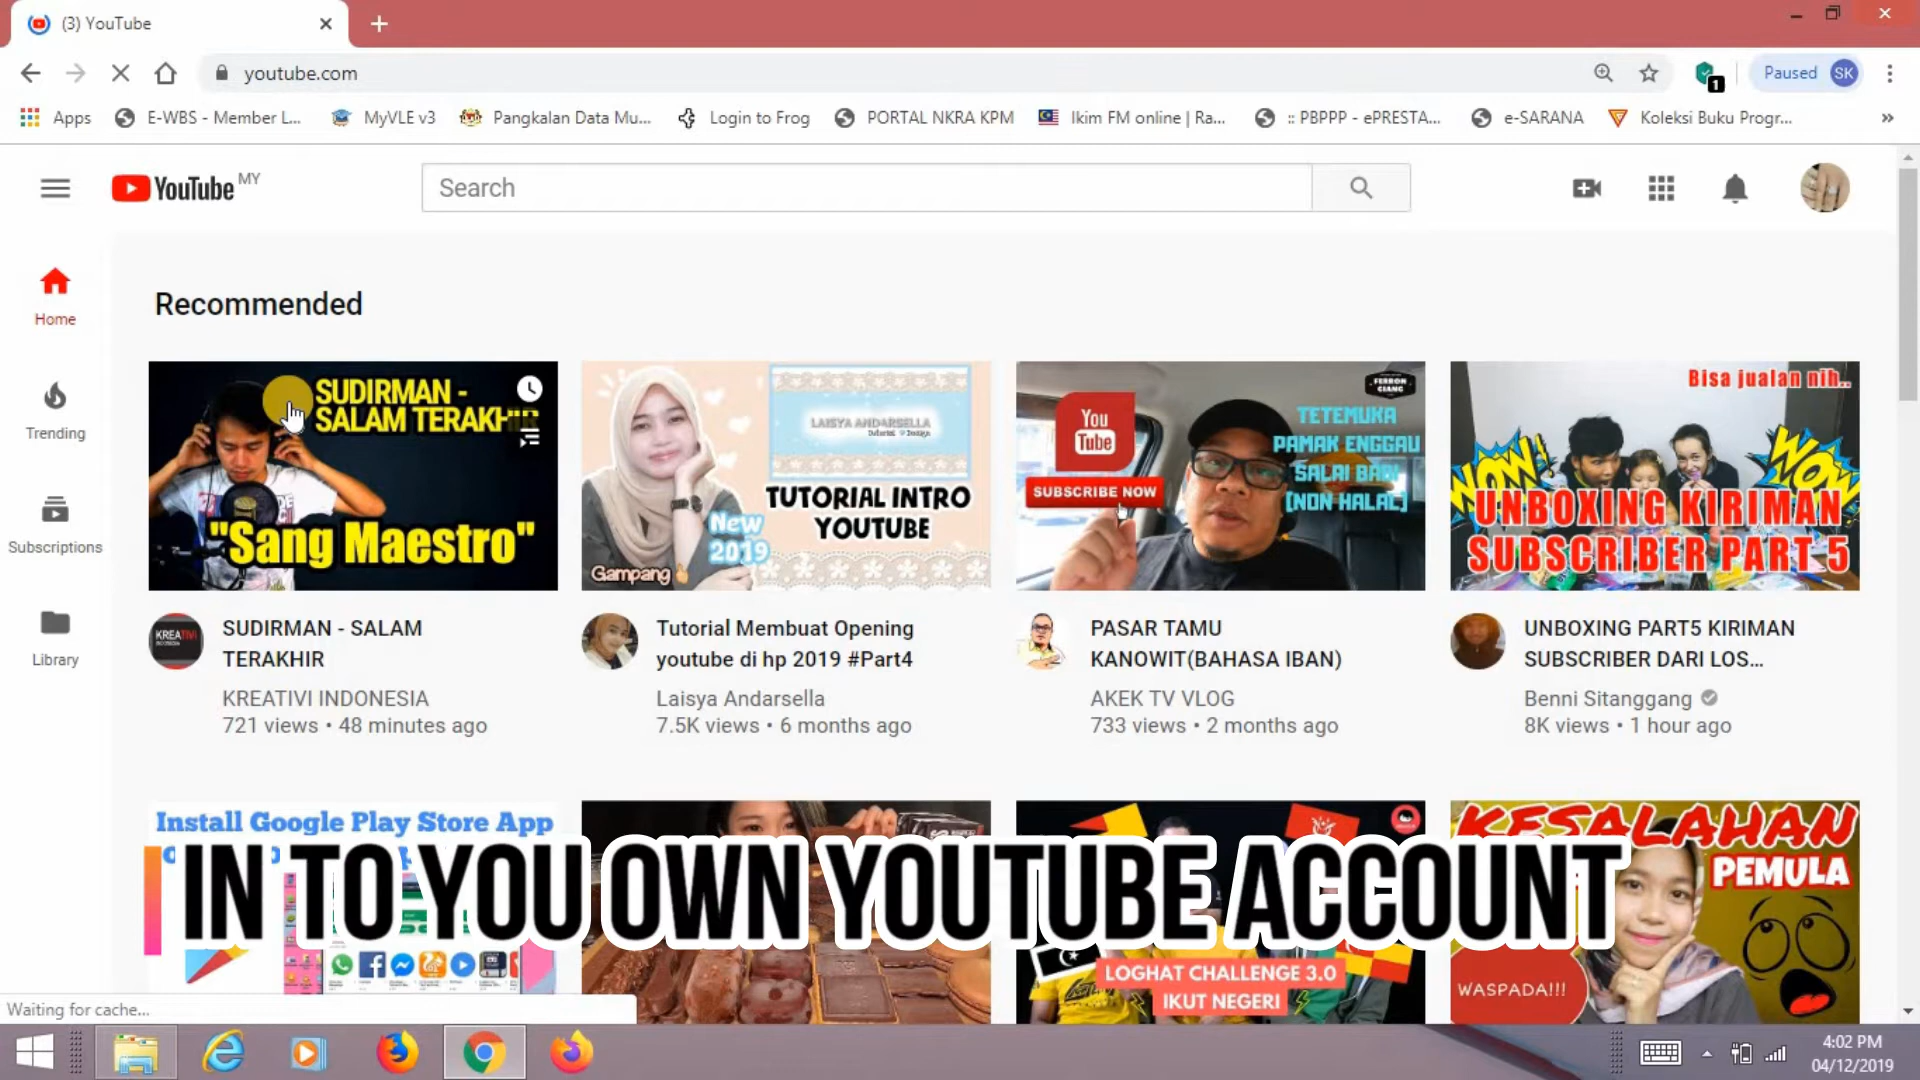 (3) YouTube
youtube.com
1
Paused
SK
Apps
E-WBS - Member L...
MyVLE v3
Pangkalan Data Mu...
Login to Frog
PORTAL NKRA KPM
Ikim FM online | Ra...
:: PBPPP - ePRESTA...
e-SARANA
Koleksi Buku Progr...
»
YouTube MY
Search
Home
Trending
Subscriptions
Library
Recommended
SUDIRMAN -
SALAM TERAKHIR
"Sang Maestro"
LAISYA ANDARSELLA
TUTORIAL INTRO
YOUTUBE
New
2019
Gampang
You
Tube
SUBSCRIBE NOW
TETEMUKA
PAMAK ENGGAU
SALAI BABI
(NON HALAL)
Bisa jualan nih..
WOW!
WOW
UNBOXING KIRIMAN
SUBSCRIBER PART 5
SUDIRMAN - SALAM
TERAKHIR
KREATIVI INDONESIA
721 views • 48 minutes ago
Tutorial Membuat Opening
youtube di hp 2019 #Part4
Laisya Andarsella
7.5K views • 6 months ago
PASAR TAMU
KANOWIT(BAHASA IBAN)
AKEK TV VLOG
733 views • 2 months ago
UNBOXING PART5 KIRIMAN
SUBSCRIBER DARI LOS...
Benni Sitanggang
8K views • 1 hour ago
Install Google Play Store App
IN TO YOU OWN YOUTUBE ACCOUNT
LOGHAT CHALLENGE 3.0
IKUT NEGERI
KESALAHAN
PEMULA
WASPADA!!!
Waiting for cache...
4:02 PM
04/12/2019